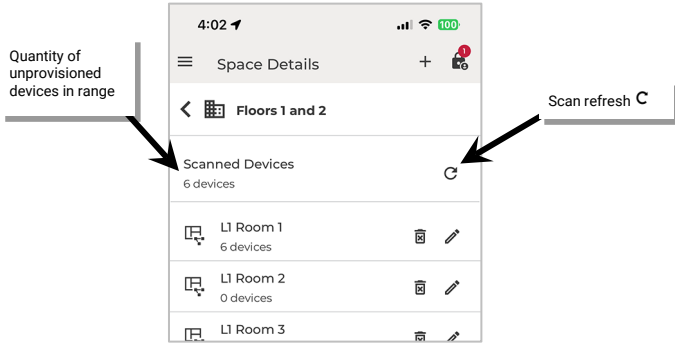 4:02
100
Space Details
1
Quantity of
unprovisioned
devices in range
Floors 1 and 2
Scan refresh
Scanned Devices
6 devices
L1 Room 1
6 devices
L1 Room 2
0 devices
L1 Room 3